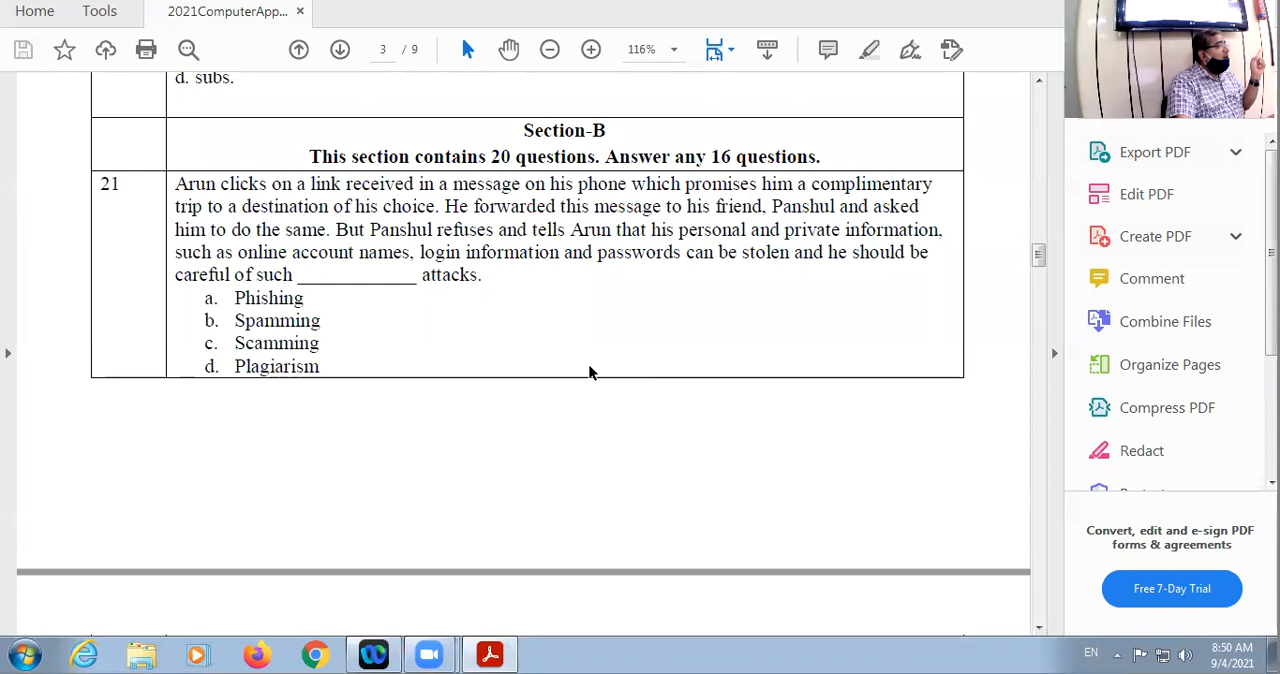 Home Tools 2021ComputerApp... ×
3 / 9 116%
d. subs.
Section-B
This section contains 20 questions. Answer any 16 questions.
21 Arun clicks on a link received in a message on his phone which promises him a complimentary
trip to a destination of his choice. He forwarded this message to his friend, Panshul and asked
him to do the same. But Panshul refuses and tells Arun that his personal and private information,
such as online account names, login information and passwords can be stolen and he should be
careful of such ____________ attacks.
a. Phishing
b. Spamming
c. Scamming
d. Plagiarism
Export PDF
Edit PDF
Create PDF
Comment
Combine Files
Organize Pages
Compress PDF
Redact
Convert, edit and e-sign PDF
forms & agreements
Free 7-Day Trial
EN
8:50 AM
9/4/2021